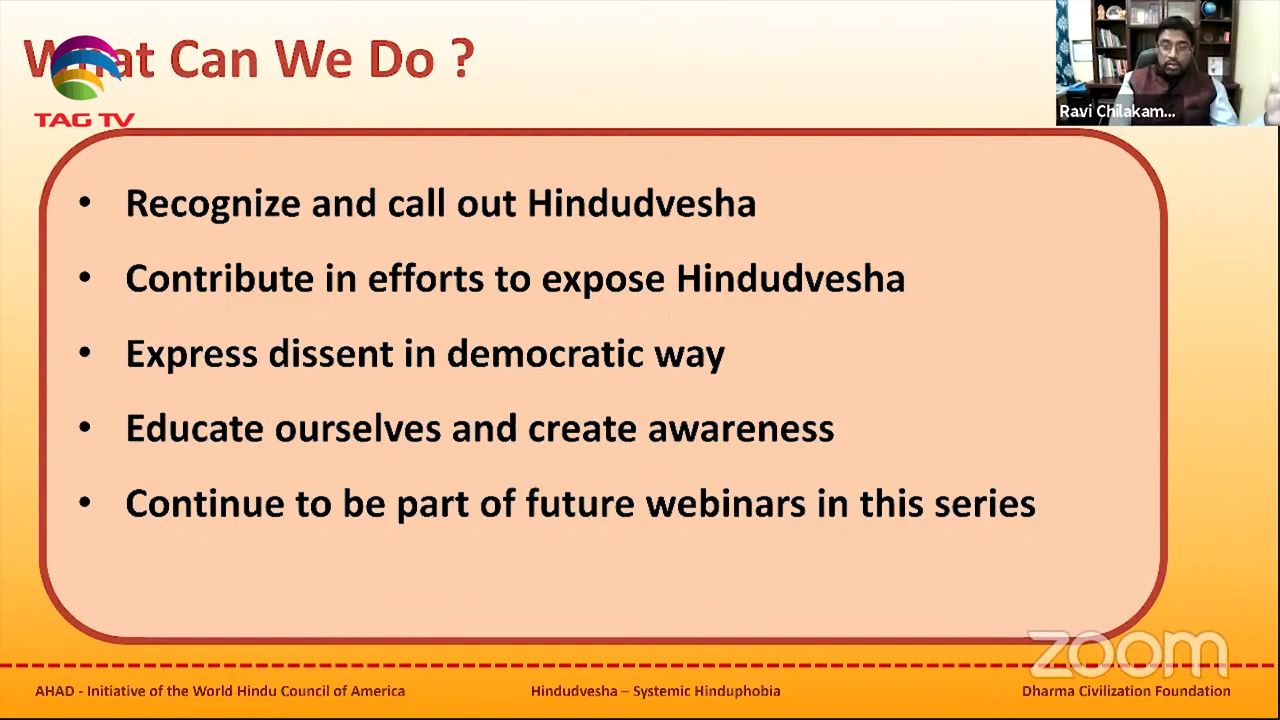 What Can We Do ?
TAG TV
Ravi Chilakam...
• Recognize and call out Hindudvesha
• Contribute in efforts to expose Hindudvesha
• Express dissent in democratic way
• Educate ourselves and create awareness
• Continue to be part of future webinars in this series
zoom
AHAD - Initiative of the World Hindu Council of America
Hindudvesha – Systemic Hinduphobia
Dharma Civilization Foundation